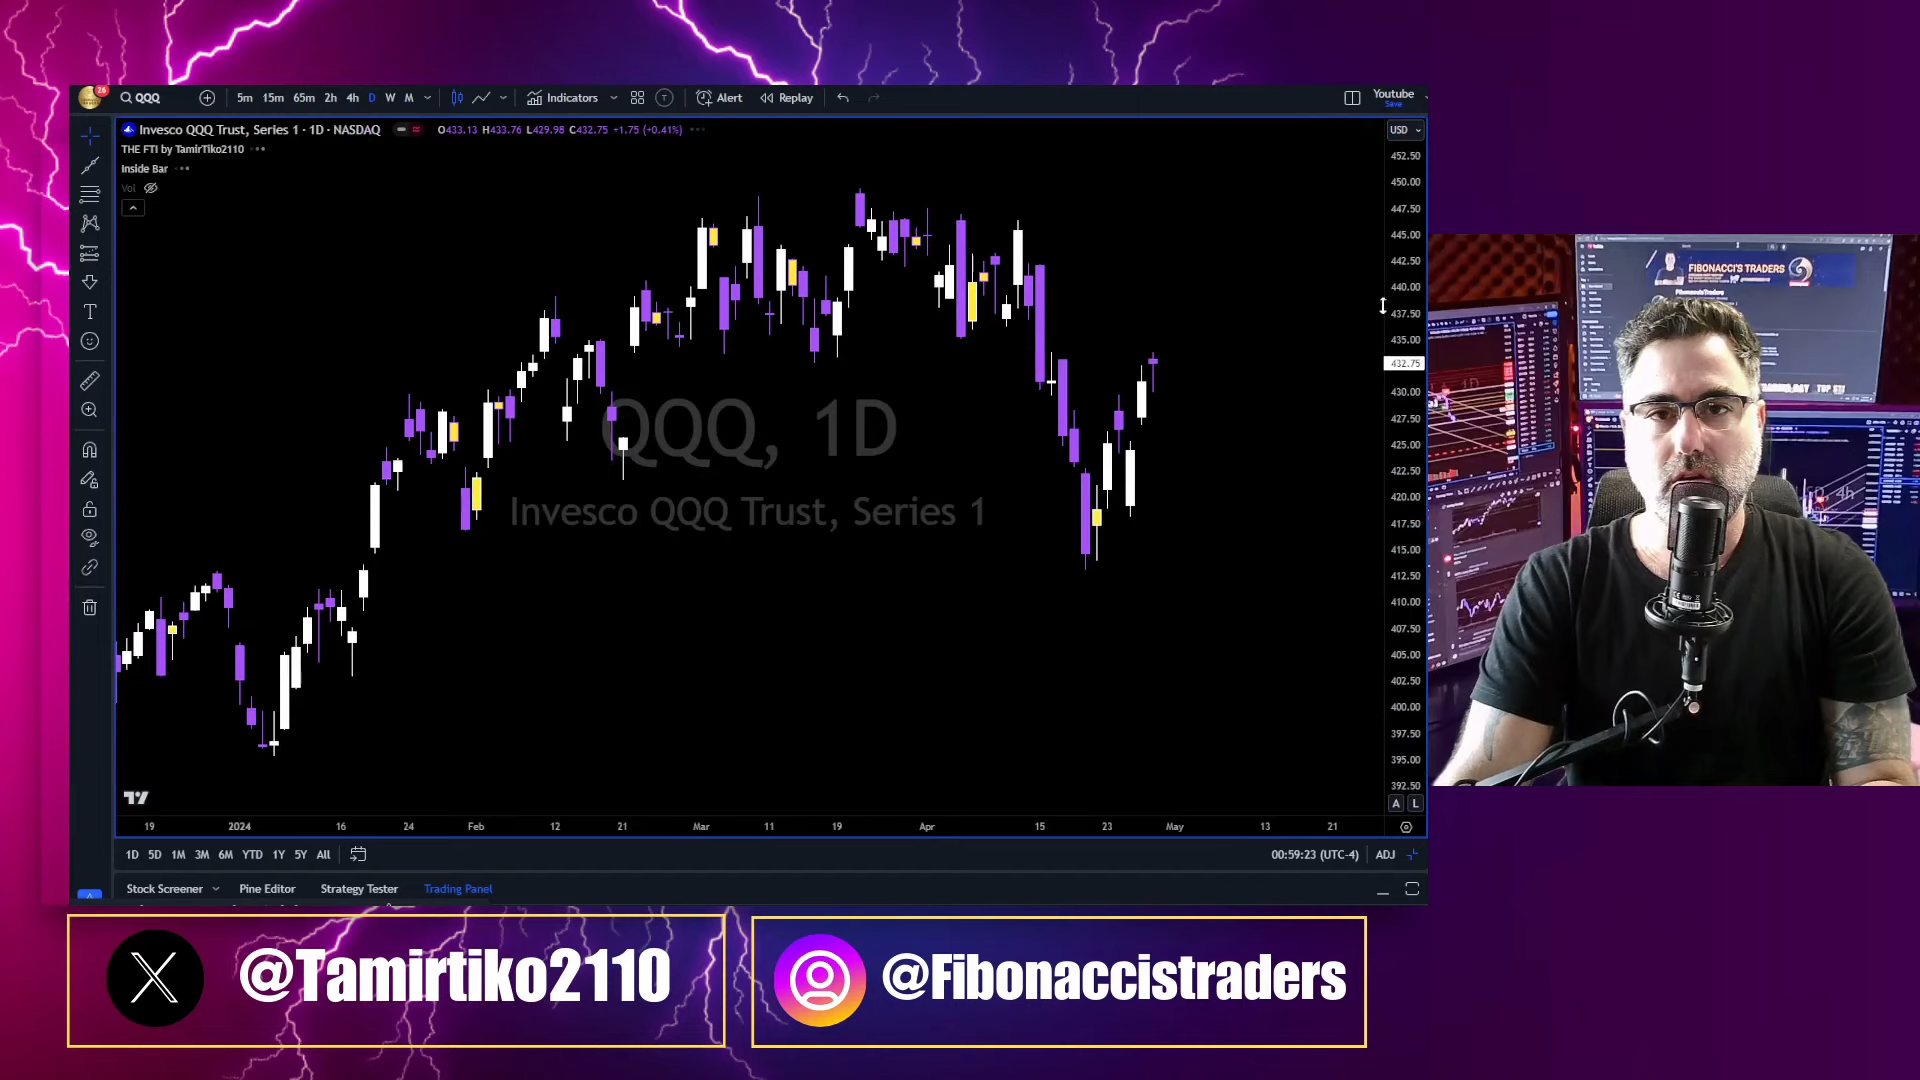 26
QQQ
5m 15m 65m 2h 4h D W M
Indicators
T
Alert
Replay
Youtube
Save
Invesco QQQ Trust, Series 1 · 1D · NASDAQ
O433.13 H433.76 L429.98 C432.75 +1.75 (+0.41%)
USD
THE FTI by TamirTiko2110
Inside Bar
Vol
452.50
450.00
447.50
445.00
442.50
440.00
437.50
435.00
432.75
430.00
427.50
425.00
422.50
420.00
417.50
415.00
412.50
410.00
407.50
405.00
402.50
400.00
397.50
395.00
392.50
QQQ, 1D
Invesco QQQ Trust, Series 1
A L
19 2024 16 24 Feb 12 21 Mar 11 19 Apr 15 23 May 13 21
1D 5D 1M 3M 6M YTD 1Y 5Y All
00:59:23 (UTC-4) ADJ
Stock Screener Pine Editor Strategy Tester Trading Panel
FIBONACCI'S TRADERS
@Tamirtiko2110
@Fibonaccistraders